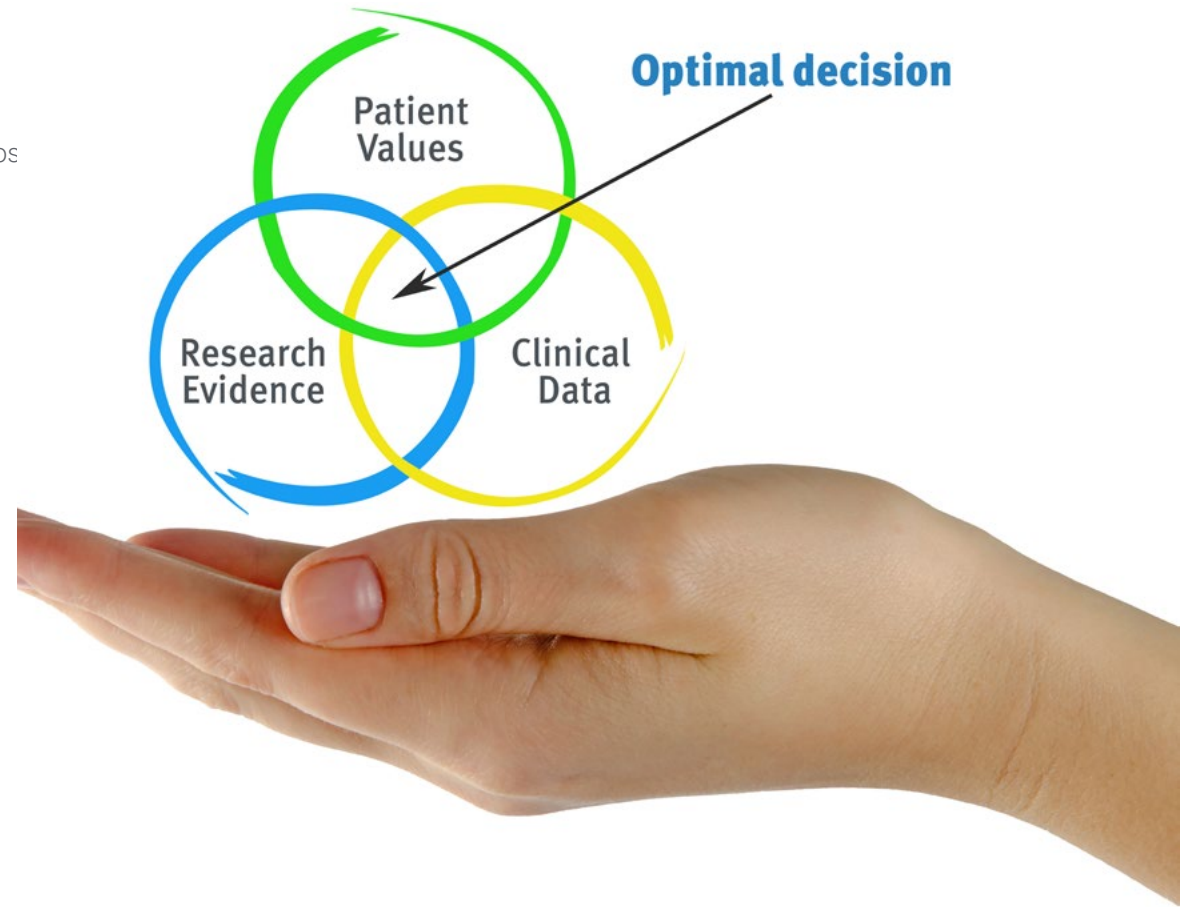 Optimal decision
Patient
Values
Research
Evidence
Clinical
Data